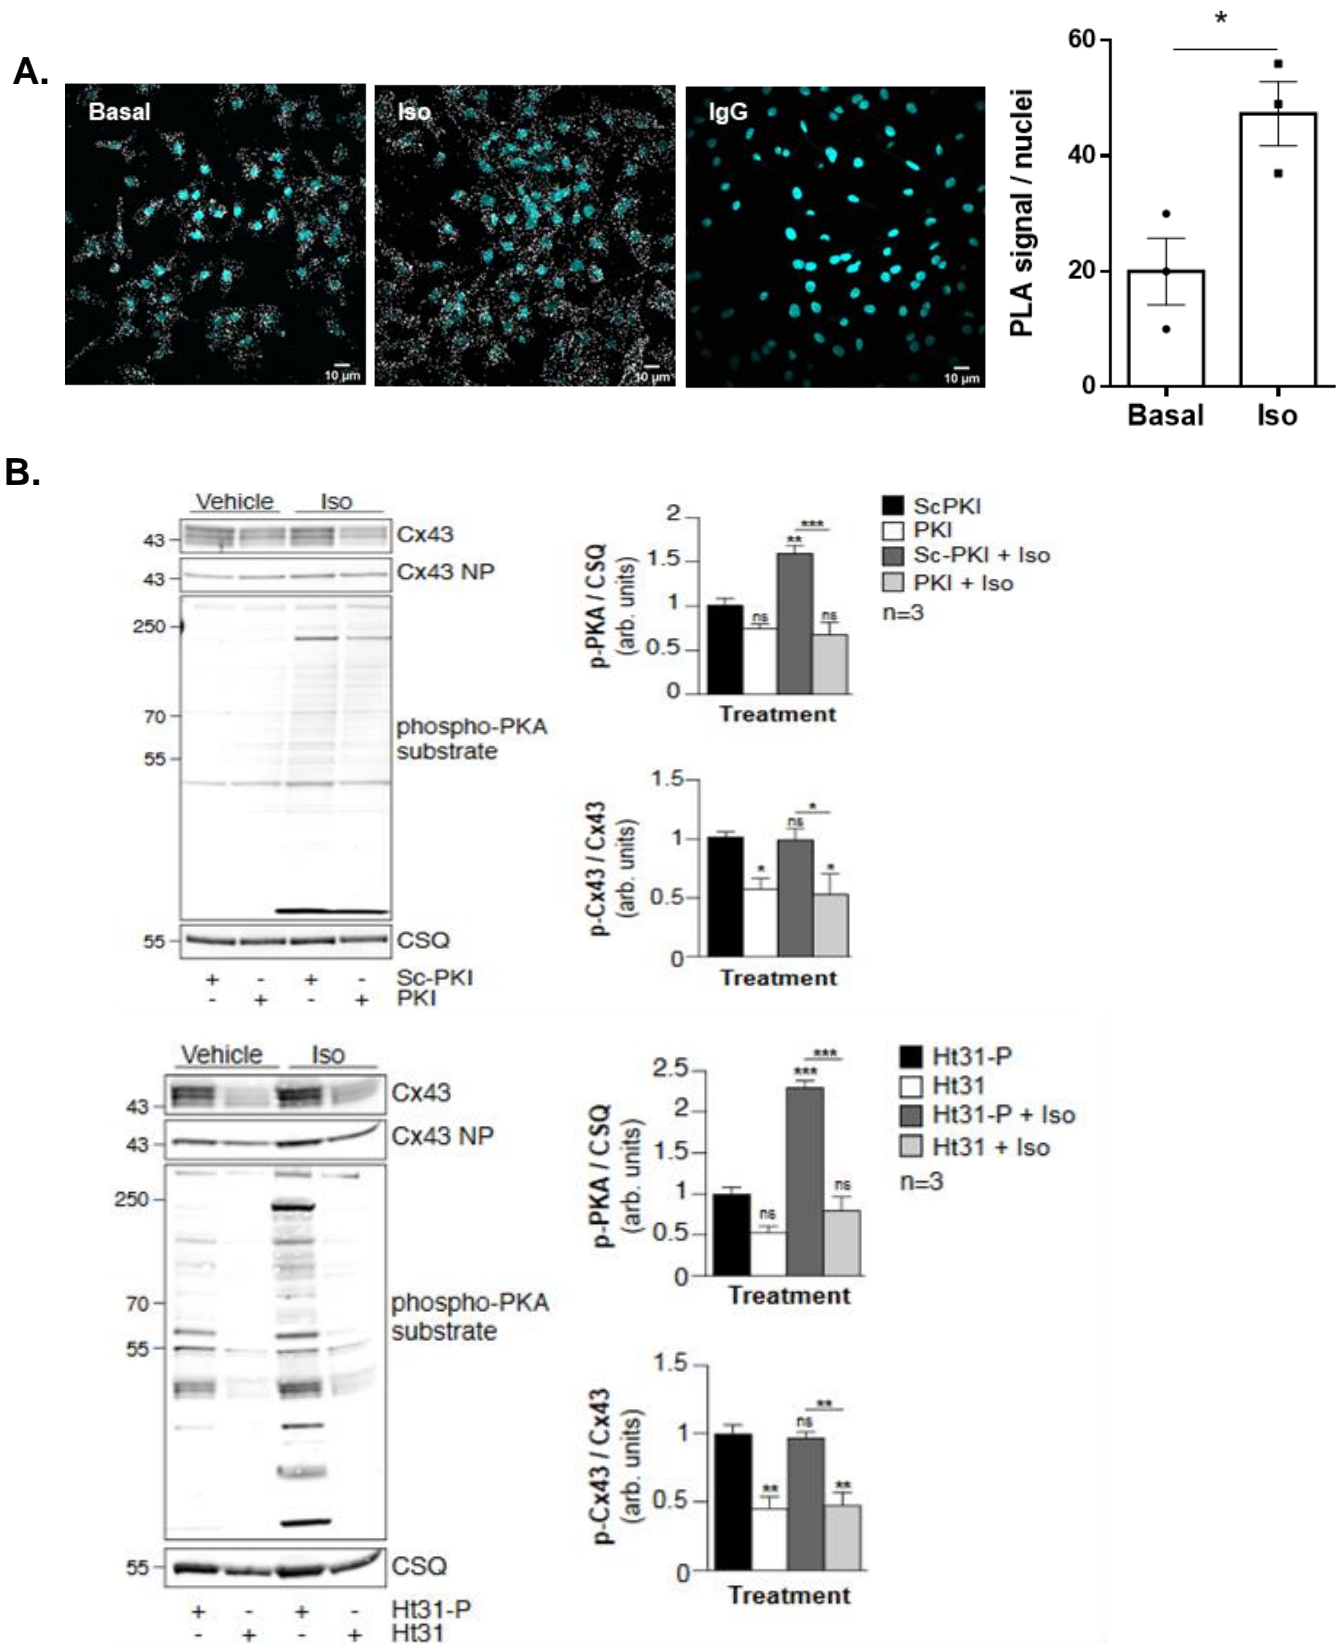 A.
Basal
10 µm
Iso
10 µm
IgG
10 µm
PLA signal / nuclei
60
40
20
0
*
Basal
Iso
B.
Vehicle
Iso
43
Cx43
43
Cx43 NP
250
70
55
phospho-PKA
substrate
55
CSQ
+ - + - Sc-PKI
- + - + PKI
p-PKA / CSQ
(arb. units)
2
1.5
1
0.5
0
ns
**
***
ns
Treatment
ScPKI
PKI
Sc-PKI + Iso
PKI + Iso
n=3
p-Cx43 / Cx43
(arb. units)
1.5
1
0.5
0
*
ns
*
*
Treatment
Vehicle
Iso
43
Cx43
43
Cx43 NP
250
70
55
phospho-PKA
substrate
55
CSQ
+ - + - Ht31-P
- + - + Ht31
p-PKA / CSQ
(arb. units)
2.5
2
1.5
1
0.5
0
ns
***
***
ns
Treatment
Ht31-P
Ht31
Ht31-P + Iso
Ht31 + Iso
n=3
p-Cx43 / Cx43
(arb. units)
1.5
1
0.5
0
**
ns
**
**
Treatment